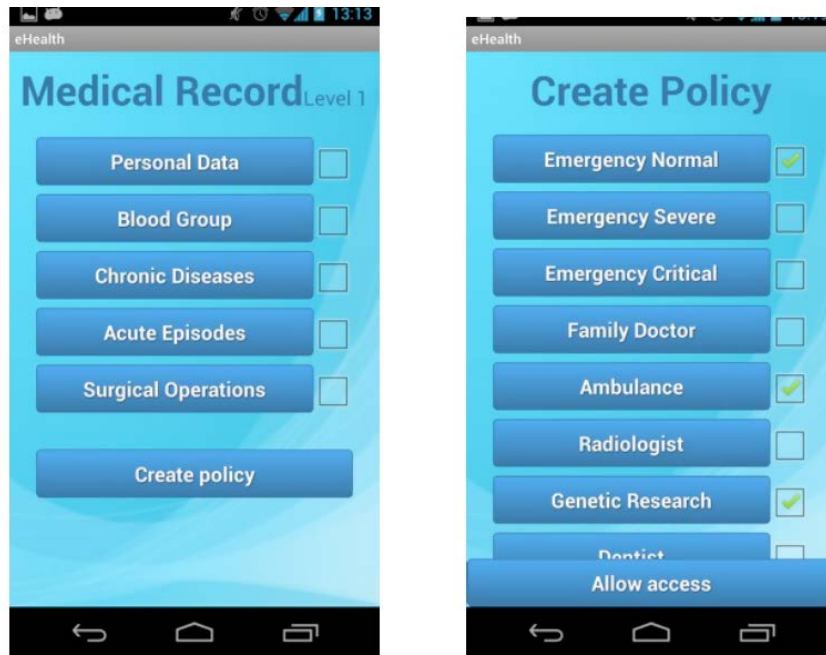 13:13
eHealth
Medical Record Level 1
Personal Data
Blood Group
Chronic Diseases
Acute Episodes
Surgical Operations
Create policy
eHealth
Create Policy
Emergency Normal
Emergency Severe
Emergency Critical
Family Doctor
Ambulance
Radiologist
Genetic Research
Dentist
Allow access